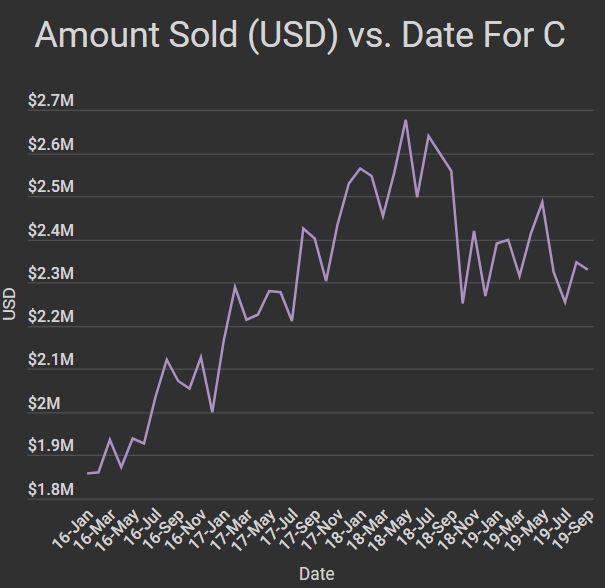 Amount Sold (USD) vs. Date For C
$2.7M
$2.6M
$2.5M
$2.4M
$2.3M
$2.2M
$2.1M
$2M
$1.9M
$1.8M
USD
16-Jan
16-Mar
16-May
16-Jul
16-Sep
16-Nov
17-Jan
17-Mar
17-May
17-Jul
17-Sep
17-Nov
18-Jan
18-Mar
18-May
18-Jul
18-Sep
18-Nov
19-Jan
19-Mar
19-May
19-Jul
19-Sep
Date